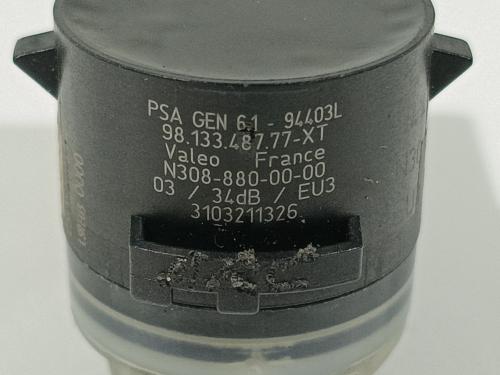 PSA GEN 6.1 - 94403L
98.133.487.77-XT
Valeo France
N308-880-00-00
03 / 34dB / EU3
3103211326